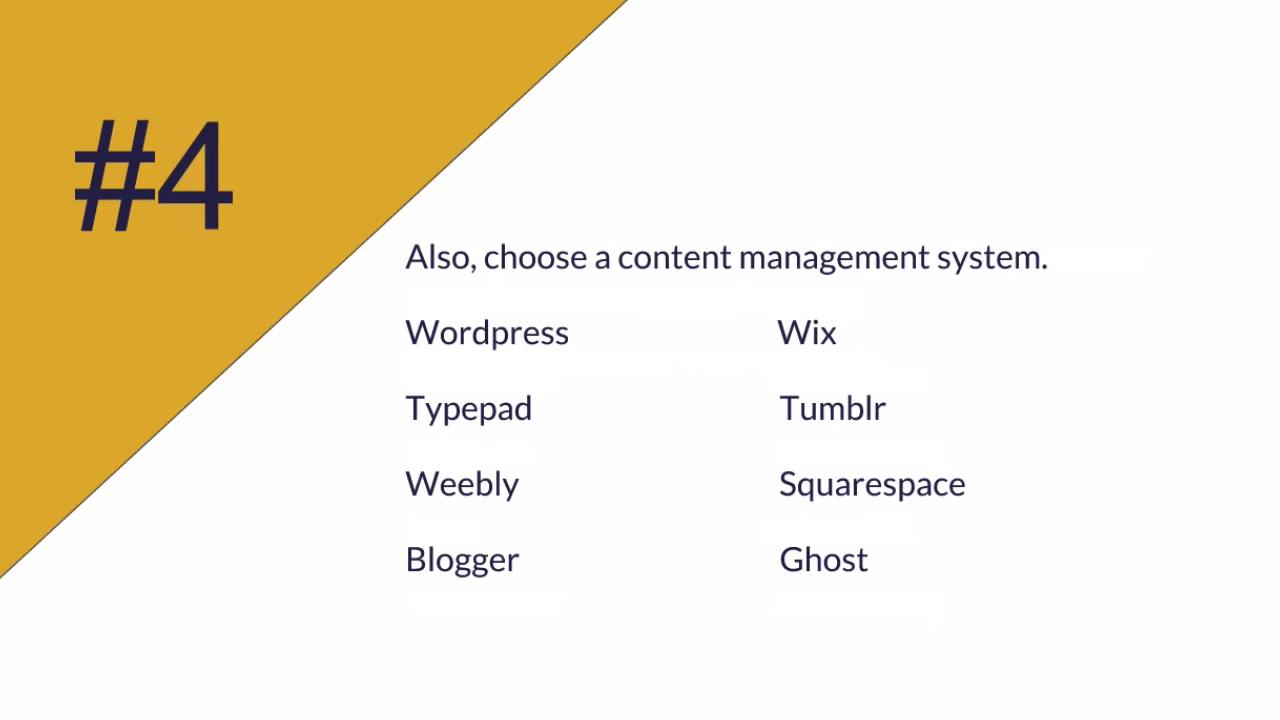 #4
Also, choose a content management system.
Wordpress Wix
Typepad Tumblr
Weebly Squarespace
Blogger Ghost